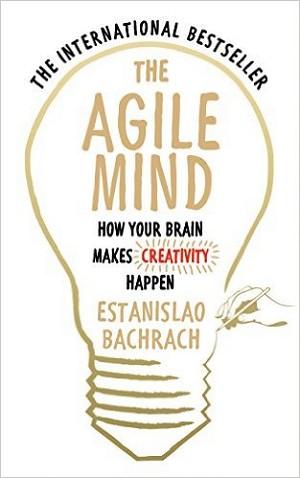 THE INTERNATIONAL BESTSELLER
THE
AGILE
MIND
HOW YOUR BRAIN
MAKES CREATIVITY
HAPPEN
ESTANISLAO
BACHRACH